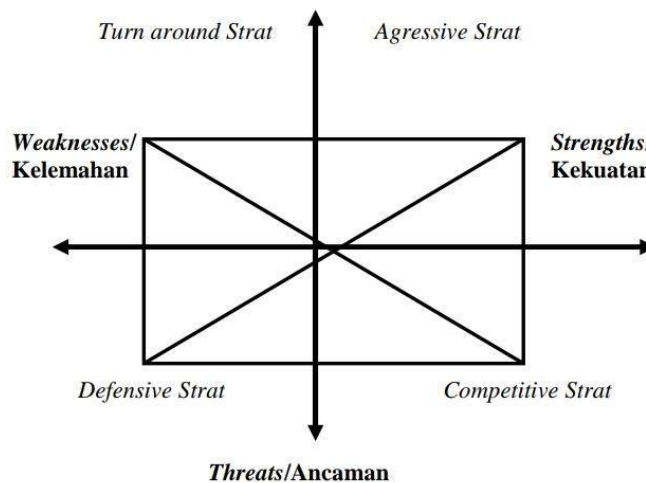 Turn around Strat
Agressive Strat
Weaknesses/
Kelemahan
Strengths/
Kekuatan
Defensive Strat
Competitive Strat
Threats/Ancaman